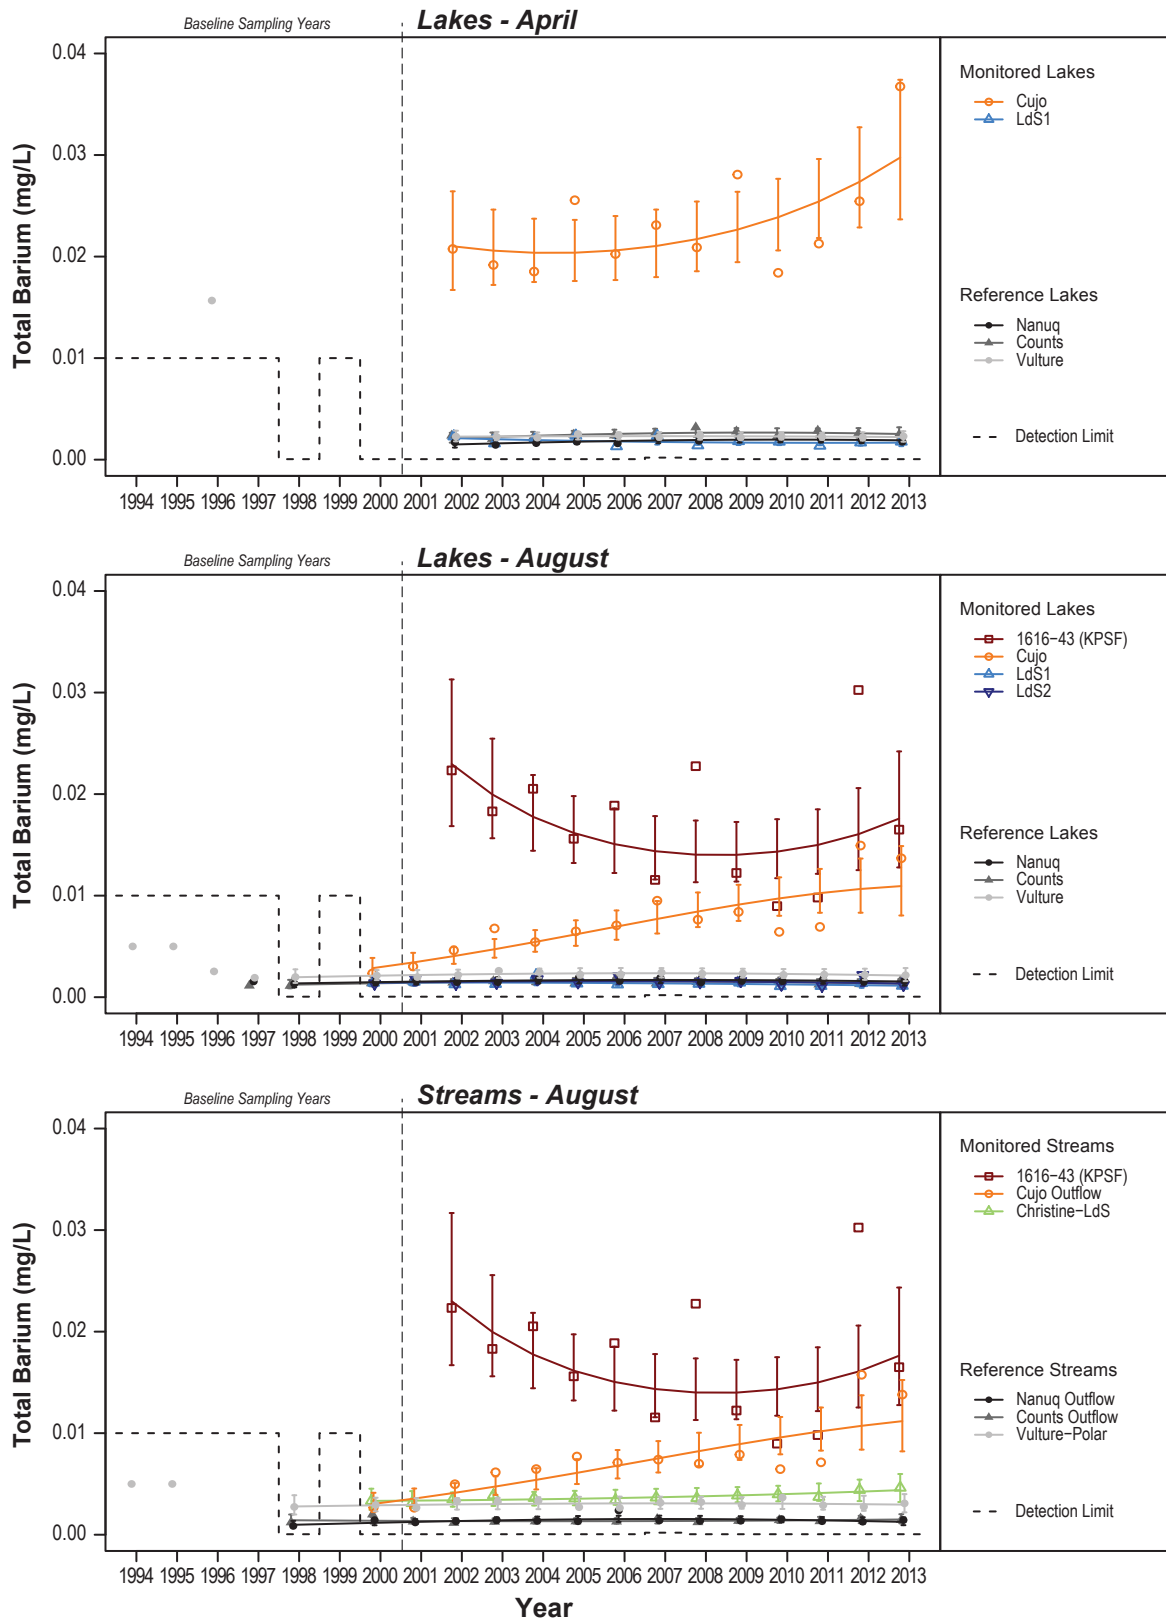 Baseline Sampling Years
Lakes - April
Total Barium (mg/L)
0.04
0.03
0.02
0.01
0.00
1994 1995 1996 1997 1998 1999 2000 2001 2002 2003 2004 2005 2006 2007 2008 2009 2010 2011 2012 2013
Monitored Lakes
Cujo
LdS1
Reference Lakes
Nanuq
Counts
Vulture
Detection Limit
Baseline Sampling Years
Lakes - August
Total Barium (mg/L)
0.04
0.03
0.02
0.01
0.00
1994 1995 1996 1997 1998 1999 2000 2001 2002 2003 2004 2005 2006 2007 2008 2009 2010 2011 2012 2013
Monitored Lakes
1616−43 (KPSF)
Cujo
LdS1
LdS2
Reference Lakes
Nanuq
Counts
Vulture
Detection Limit
Baseline Sampling Years
Streams - August
Total Barium (mg/L)
0.04
0.03
0.02
0.01
0.00
1994 1995 1996 1997 1998 1999 2000 2001 2002 2003 2004 2005 2006 2007 2008 2009 2010 2011 2012 2013
Year
Monitored Streams
1616−43 (KPSF)
Cujo Outflow
Christine−LdS
Reference Streams
Nanuq Outflow
Counts Outflow
Vulture−Polar
Detection Limit